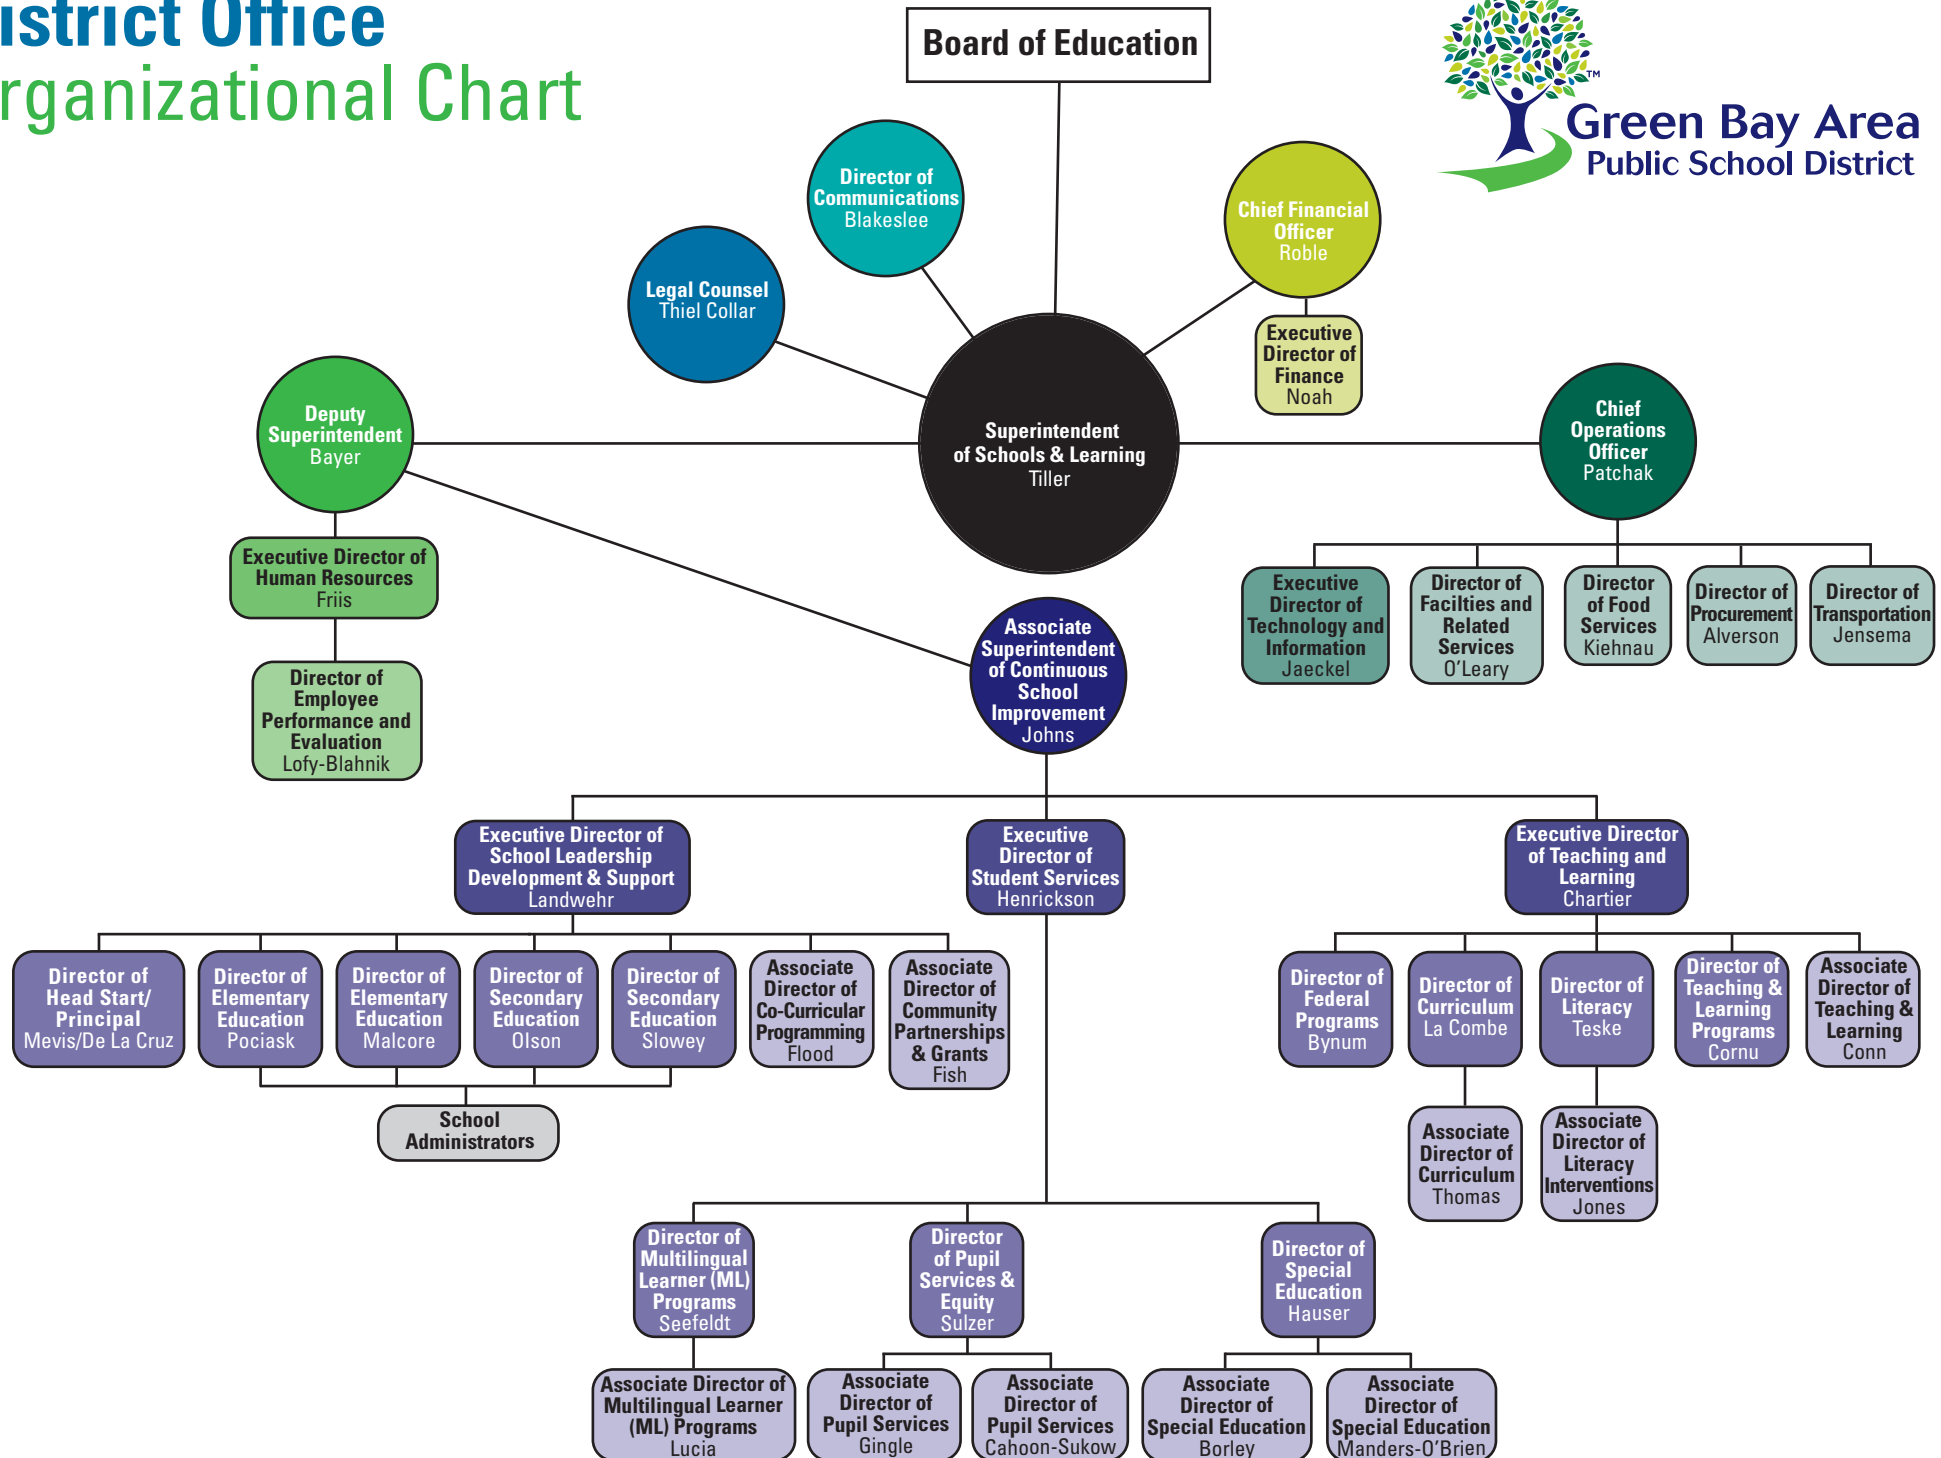 istrict Office
rganizational Chart
Board of Education
TM
Green Bay Area
Public School District
Director of
Communications
Blakeslee
Chief Financial
Officer
Roble
Legal Counsel
Thiel Collar
Executive
Director of
Finance
Noah
Deputy
Superintendent
Bayer
Superintendent
of Schools & Learning
Tiller
Chief
Operations
Officer
Patchak
Executive Director of
Human Resources
Friis
Director of
Employee
Performance and
Evaluation
Lofy-Blahnik
Associate
Superintendent
of Continuous
School
Improvement
Johns
Executive
Director of
Technology and
Information
Jaeckel
Director of
Facilties and
Related
Services
O'Leary
Director
of Food
Services
Kiehnau
Director of
Procurement
Alverson
Director of
Transportation
Jensema
Executive Director of
School Leadership
Development & Support
Landwehr
Executive
Director of
Student Services
Henrickson
Executive Director
of Teaching and
Learning
Chartier
Director of
Head Start/
Principal
Mevis/De La Cruz
Director of
Elementary
Education
Pociask
Director of
Elementary
Education
Malcore
Director of
Secondary
Education
Olson
Director of
Secondary
Education
Slowey
Associate
Director of
Co-Curricular
Programming
Flood
Associate
Director of
Community
Partnerships
& Grants
Fish
Director of
Federal
Programs
Bynum
Director of
Curriculum
La Combe
Director of
Literacy
Teske
Director of
Teaching &
Learning
Programs
Cornu
Associate
Director of
Teaching &
Learning
Conn
School
Administrators
Associate
Director of
Curriculum
Thomas
Associate
Director of
Literacy
Interventions
Jones
Director of
Multilingual
Learner (ML)
Programs
Seefeldt
Director
of Pupil
Services &
Equity
Sulzer
Director of
Special
Education
Hauser
Associate Director of
Multilingual Learner
(ML) Programs
Lucia
Associate
Director of
Pupil Services
Gingle
Associate
Director of
Pupil Services
Cahoon-Sukow
Associate
Director of
Special Education
Borley
Associate
Director of
Special Education
Manders-O'Brien